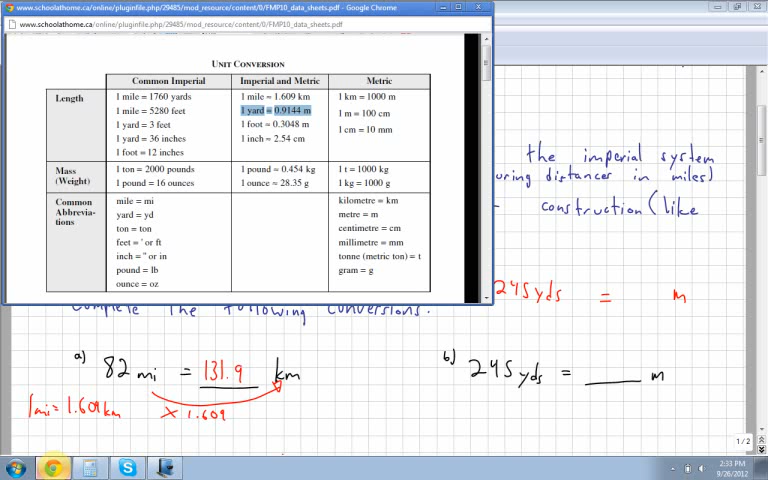 www.schoolathome.ca/online/pluginfile.php/29485/mod_resource/content/0/FMP10_data_sheets.pdf - Google Chrome
www.schoolathome.ca/online/pluginfile.php/29485/mod_resource/content/0/FMP10_data_sheets.pdf
UNIT CONVERSION
Common Imperial Imperial and Metric Metric
Length 1 mile = 1760 yards 1 mile ≈ 1.609 km 1 km = 1000 m
1 mile = 5280 feet 1 yard ≈ 0.9144 m 1 m = 100 cm
1 yard = 3 feet 1 foot ≈ 0.3048 m 1 cm = 10 mm
1 yard = 36 inches 1 inch ≈ 2.54 cm
1 foot = 12 inches
Mass (Weight) 1 ton = 2000 pounds 1 pound ≈ 0.454 kg 1 t = 1000 kg
1 pound = 16 ounces 1 ounce ≈ 28.35 g 1 kg = 1000 g
Common Abbrevia-tions mile = mi kilometre = km
yard = yd metre = m
ton = ton centimetre = cm
feet = ' or ft millimetre = mm
inch = " or in tonne (metric ton) = t
pound = lb gram = g
ounce = oz
the imperial system
uring distances in miles)
construction (like
245 yds = m
Complete The following conversions.
a) 82 mi = 131.9 km b) 245 yds = ____ m
1 mi = 1.609 km × 1.609
1 / 2
2:33 PM
9/26/2012